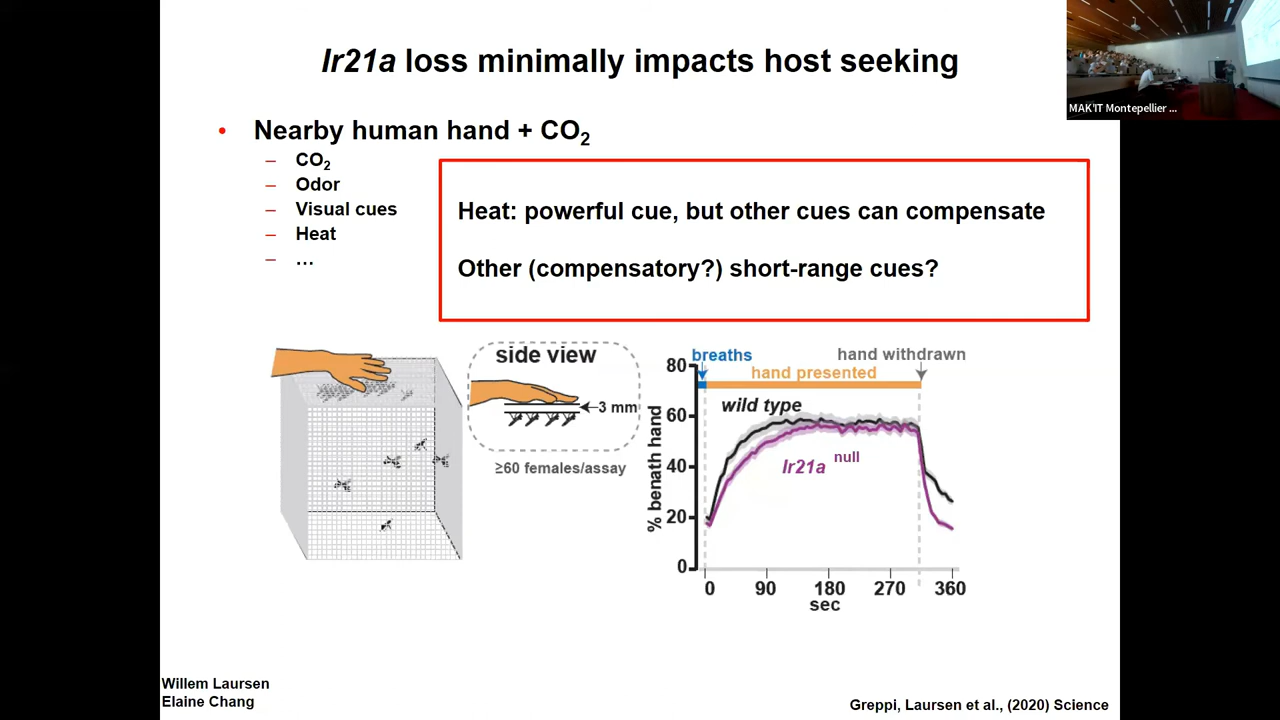 Ir21a loss minimally impacts host seeking
MAK'IT Montepellier ...
• Nearby human hand + CO₂
– CO₂
– Odor
– Visual cues
– Heat
– ...
Heat: powerful cue, but other cues can compensate
Other (compensatory?) short-range cues?
side view
3 mm
≥60 females/assay
breaths
hand withdrawn
hand presented
wild type
Ir21a null
% benath hand
80
60
40
20
0
0 90 180 270 360
sec
Willem Laursen
Elaine Chang
Greppi, Laursen et al., (2020) Science